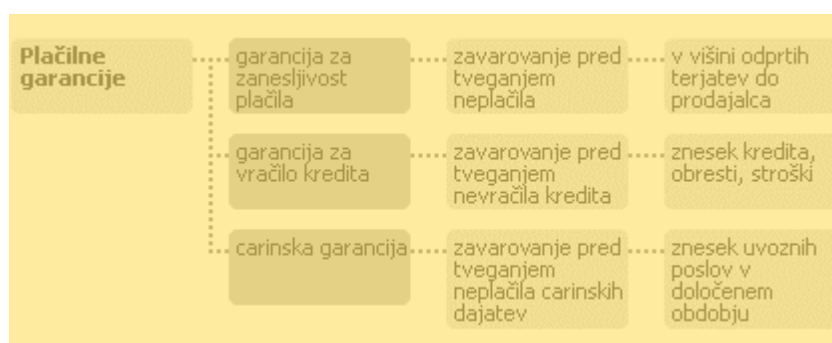 Plačilne
garancije
garancija za
zanesljivost
plačila
zavarovanje pred
tveganjem
neplačila
v višini odprtih
terjatev do
prodajalca
garancija za
vračilo kredita
zavarovanje pred
tveganjem
nevračila kredita
znesek kredita,
obresti, stroški
carinska garancija
zavarovanje pred
tveganjem
neplačila carinskih
dajatev
znesek uvoznih
poslov v
določenem
obdobju